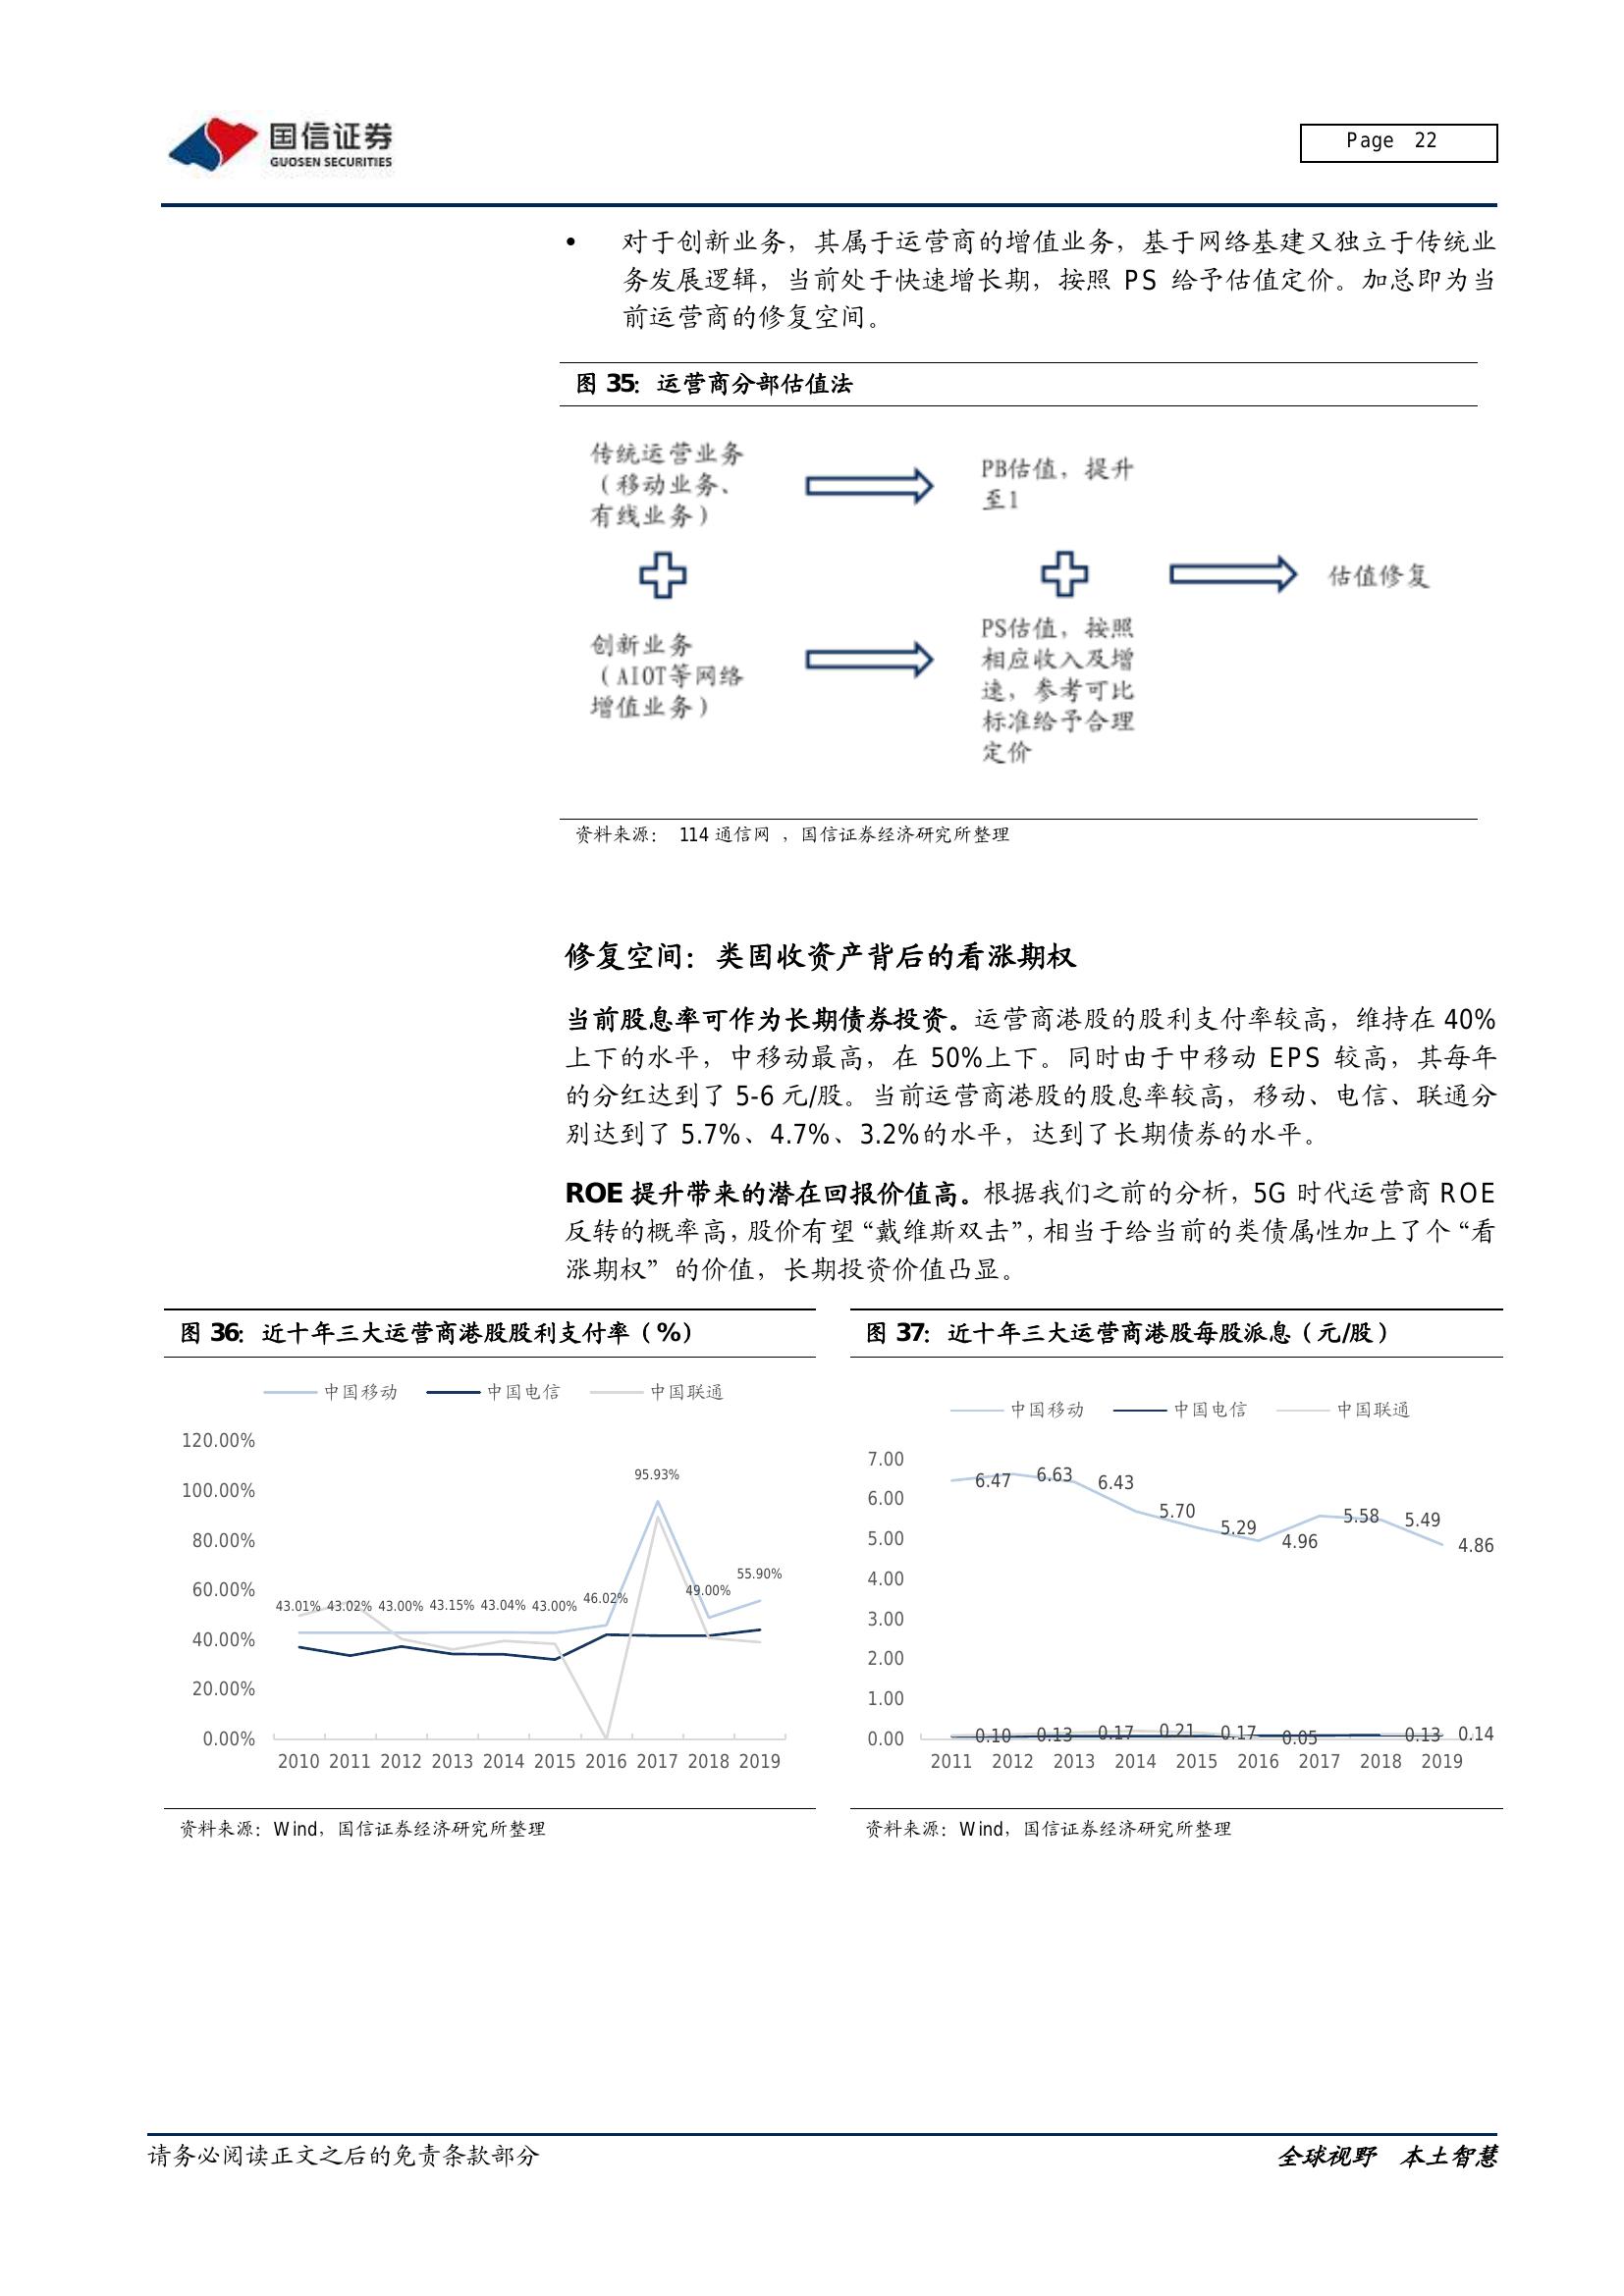 国信证券
GUOSEN SECURITIES
Page 22
• 对于创新业务，其属于运营商的增值业务，基于网络基建又独立于传统业
务发展逻辑，当前处于快速增长期，按照 PS 给予估值定价。加总即为当
前运营商的修复空间。
图 35：运营商分部估值法
传统运营业务
（移动业务、
有线业务）
PB估值，提升
至1
估值修复
创新业务
（AIOT等网络
增值业务）
PS估值，按照
相应收入及增
速，参考可比
标准给予合理
定价
资料来源： 114 通信网 ，国信证券经济研究所整理
修复空间：类固收资产背后的看涨期权
当前股息率可作为长期债券投资。运营商港股的股利支付率较高，维持在 40%
上下的水平，中移动最高，在 50%上下。同时由于中移动 EPS 较高，其每年
的分红达到了 5-6 元/股。当前运营商港股的股息率较高，移动、电信、联通分
别达到了 5.7%、4.7%、3.2%的水平，达到了长期债券的水平。
ROE 提升带来的潜在回报价值高。根据我们之前的分析，5G 时代运营商 ROE
反转的概率高，股价有望“戴维斯双击”，相当于给当前的类债属性加上了个“看
涨期权”的价值，长期投资价值凸显。
图 36：近十年三大运营商港股股利支付率（%）
中国移动 中国电信 中国联通
120.00%
100.00%
80.00%
60.00%
40.00%
20.00%
0.00%
43.01% 43.02% 43.00% 43.15% 43.04% 43.00% 46.02% 95.93% 49.00% 55.90%
2010 2011 2012 2013 2014 2015 2016 2017 2018 2019
资料来源：Wind，国信证券经济研究所整理
图 37：近十年三大运营商港股每股派息（元/股）
中国移动 中国电信 中国联通
7.00
6.00
5.00
4.00
3.00
2.00
1.00
0.00
6.47 6.63 6.43 5.70 5.29 4.96 5.58 5.49 4.86
0.10 0.13 0.17 0.21 0.17 0.05 0.13 0.14
2011 2012 2013 2014 2015 2016 2017 2018 2019
资料来源：Wind，国信证券经济研究所整理
请务必阅读正文之后的免责条款部分
全球视野 本土智慧